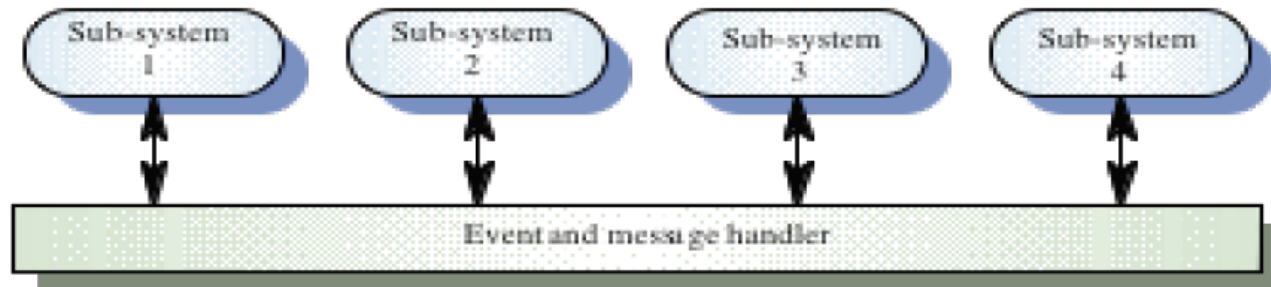 Sub-system
1
Sub-system
2
Sub-system
3
Sub-system
4
Event and message handler